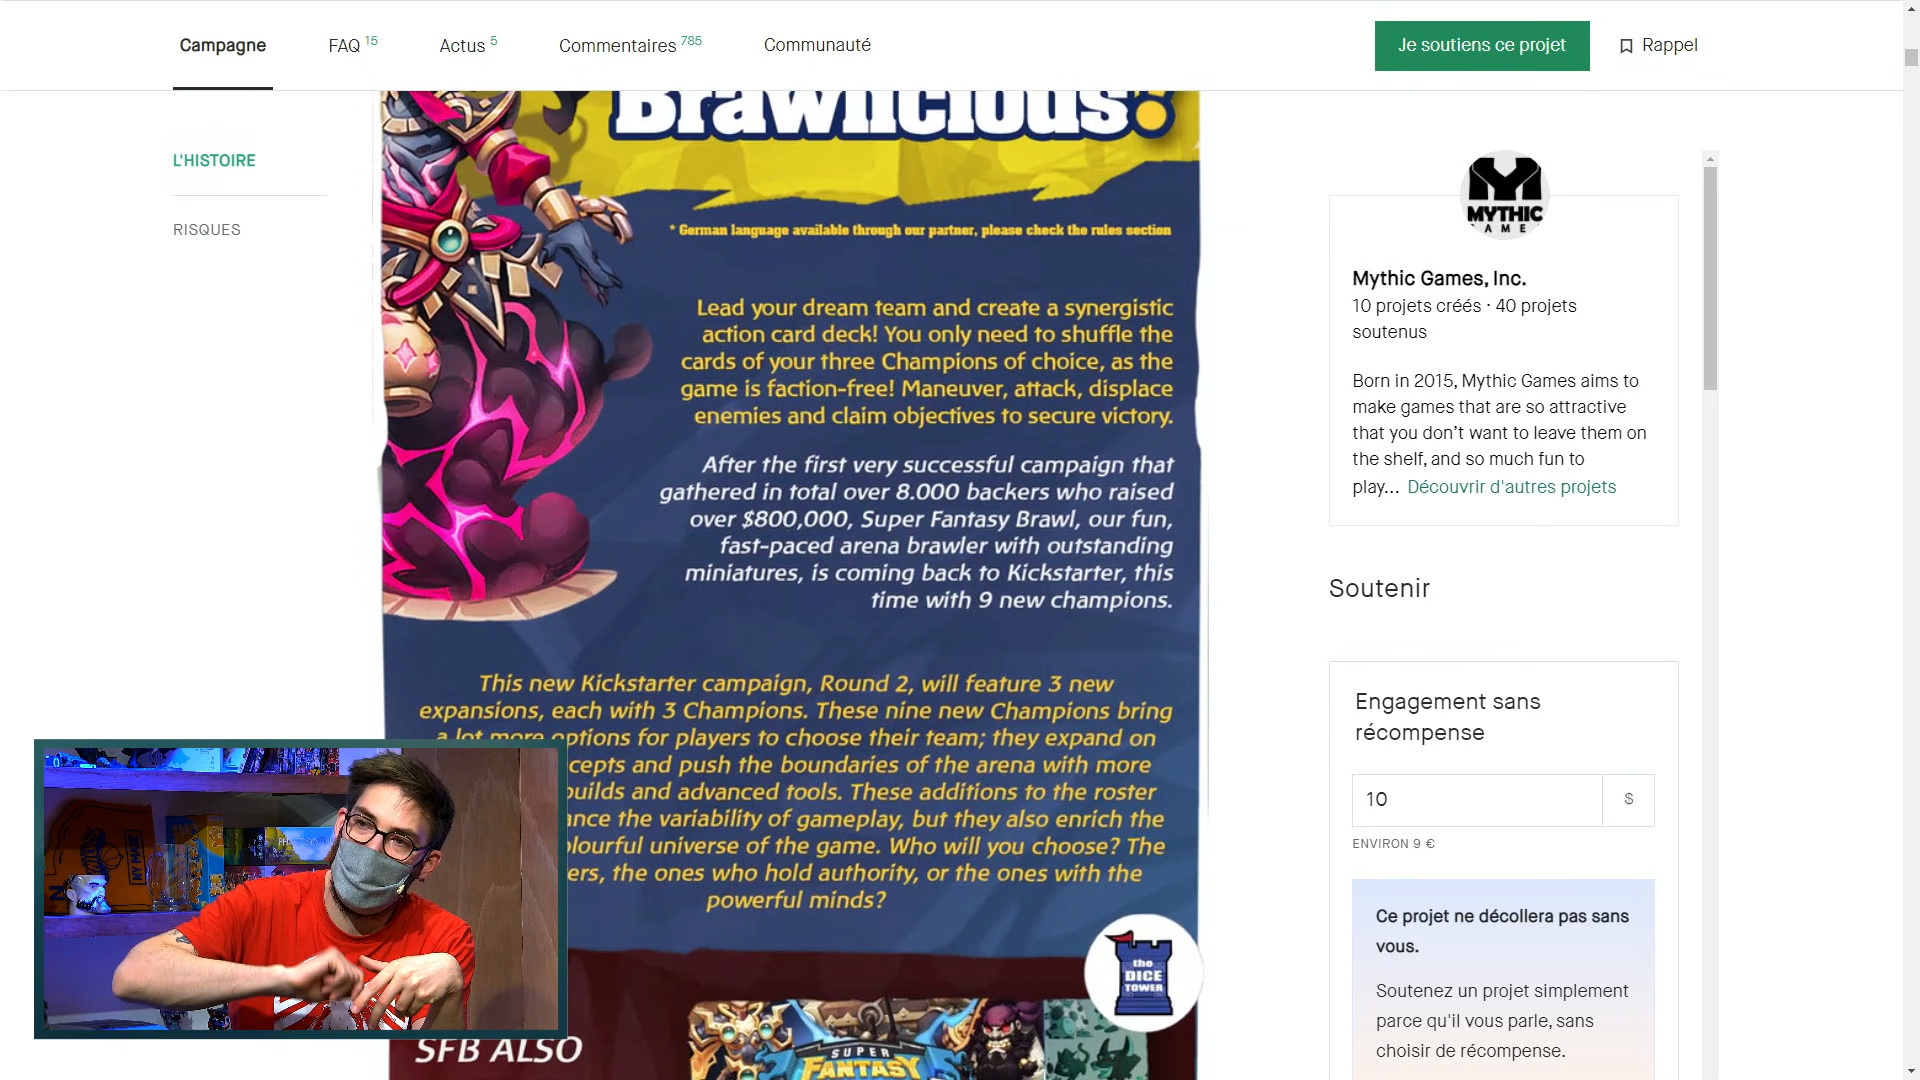 Campagne
FAQ 15
Actus 5
Commentaires 785
Communauté
Je soutiens ce projet
Rappel
L'HISTOIRE
RISQUES
Brawlicious!
* German language available through our partner, please check the rules section
Lead your dream team and create a synergistic
action card deck! You only need to shuffle the
cards of your three Champions of choice, as the
game is faction-free! Maneuver, attack, displace
enemies and claim objectives to secure victory.
After the first very successful campaign that
gathered in total over 8.000 backers who raised
over $800,000, Super Fantasy Brawl, our fun,
fast-paced arena brawler with outstanding
miniatures, is coming back to Kickstarter, this
time with 9 new champions.
This new Kickstarter campaign, Round 2, will feature 3 new
expansions, each with 3 Champions. These nine new Champions bring
a lot more options for players to choose their team; they expand on
cepts and push the boundaries of the arena with more
builds and advanced tools. These additions to the roster
ance the variability of gameplay, but they also enrich the
lourful universe of the game. Who will you choose? The
ers, the ones who hold authority, or the ones with the
powerful minds?
the
DICE
TOWER
SFB ALSO
SUPER
FANTASY
MYTHIC
GAMES
Mythic Games, Inc.
10 projets créés · 40 projets
soutenus
Born in 2015, Mythic Games aims to
make games that are so attractive
that you don’t want to leave them on
the shelf, and so much fun to
play... Découvrir d'autres projets
Soutenir
Engagement sans
récompense
10 $
ENVIRON 9 €
Ce projet ne décollera pas sans
vous.
Soutenez un projet simplement
parce qu'il vous parle, sans
choisir de récompense.